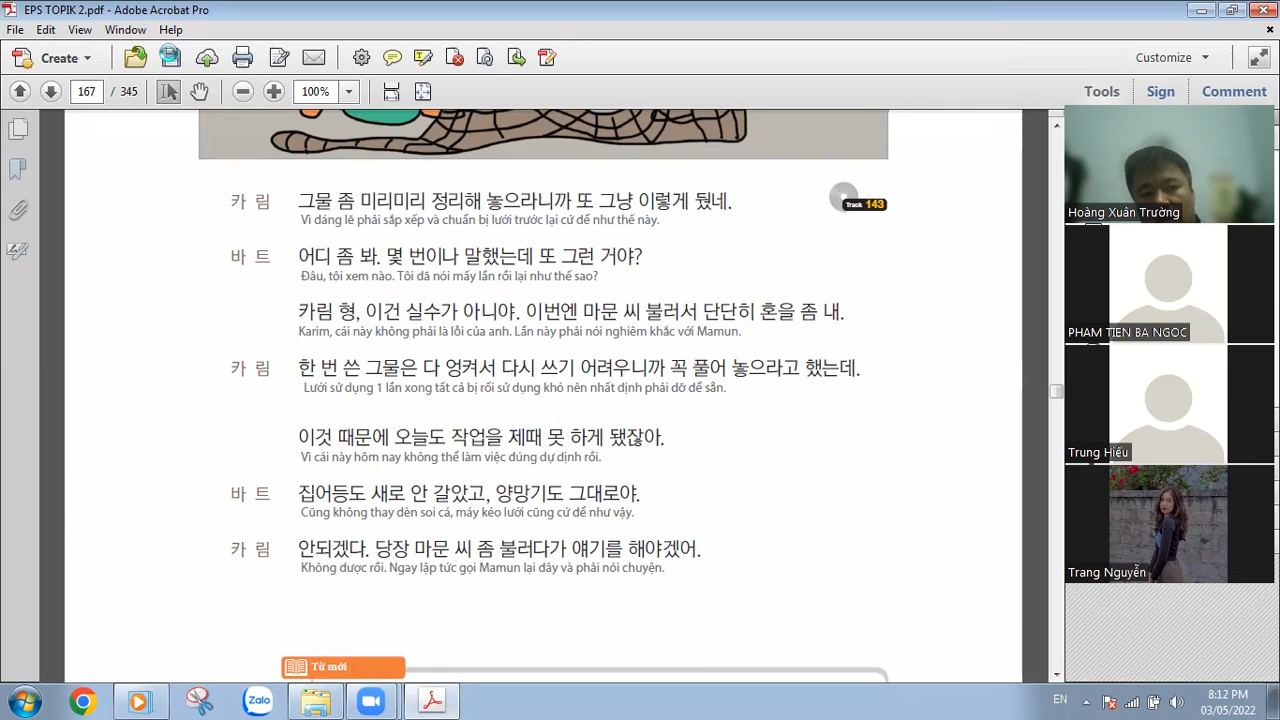 EPS TOPIK 2.pdf - Adobe Acrobat Pro
File Edit View Window Help
Create
Customize
167 / 345
100%
Tools Sign Comment
카 림 그물 좀 미리미리 정리해 놓으라니까 또 그냥 이렇게 뒀네.
Vì đáng lẽ phải sắp xếp và chuẩn bị lưới trước lại cứ để như thế này.
Track 143
바 트 어디 좀 봐. 몇 번이나 말했는데 또 그런 거야?
Đâu, tôi xem nào. Tôi đã nói mấy lần rồi lại như thế sao?
카림 형, 이건 실수가 아니야. 이번엔 마문 씨 불러서 단단히 혼을 좀 내.
Karim, cái này không phải là lỗi của anh. Lần này phải nói nghiêm khắc với Mamun.
카 림 한 번 쓴 그물은 다 엉켜서 다시 쓰기 어려우니까 꼭 풀어 놓으라고 했는데.
Lưới sử dụng 1 lần xong tất cả bị rối sử dụng khó nên nhất định phải dỡ để sẵn.
이것 때문에 오늘도 작업을 제때 못 하게 됐잖아.
Vì cái này hôm nay không thể làm việc đúng dự định rồi.
바 트 집어등도 새로 안 갈았고, 양망기도 그대로야.
Cũng không thay đèn soi cá, máy kéo lưới cũng cứ để như vậy.
카 림 안되겠다. 당장 마문 씨 좀 불러다가 얘기를 해야겠어.
Không được rồi. Ngay lập tức gọi Mamun lại đây và phải nói chuyện.
Từ mới
Hoàng Xuân Trường
PHAM TIEN BA NGOC
Trung Hiếu
Trang Nguyễn
Zalo
EN
8:12 PM
03/05/2022